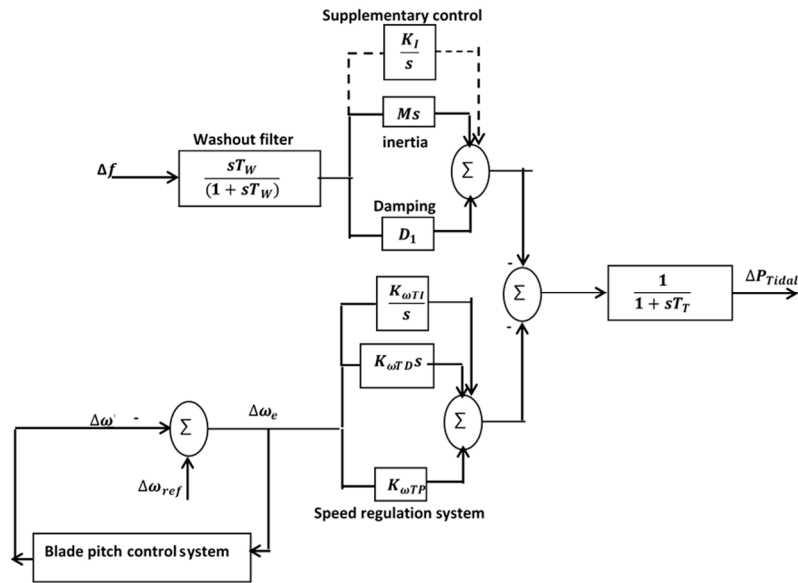 Supplementary control
K_I
s
Ms
inertia
Washout filter
Δf
sT_W
(1 + sT_W)
Σ
Damping
D_1
-
Σ
-
1
1 + sT_T
ΔP_Tidal
K_ωTI
s
K_ωTD s
Δω
-
Σ
Δω_e
Σ
Δω_ref
K_ωTP
Speed regulation system
Blade pitch control system